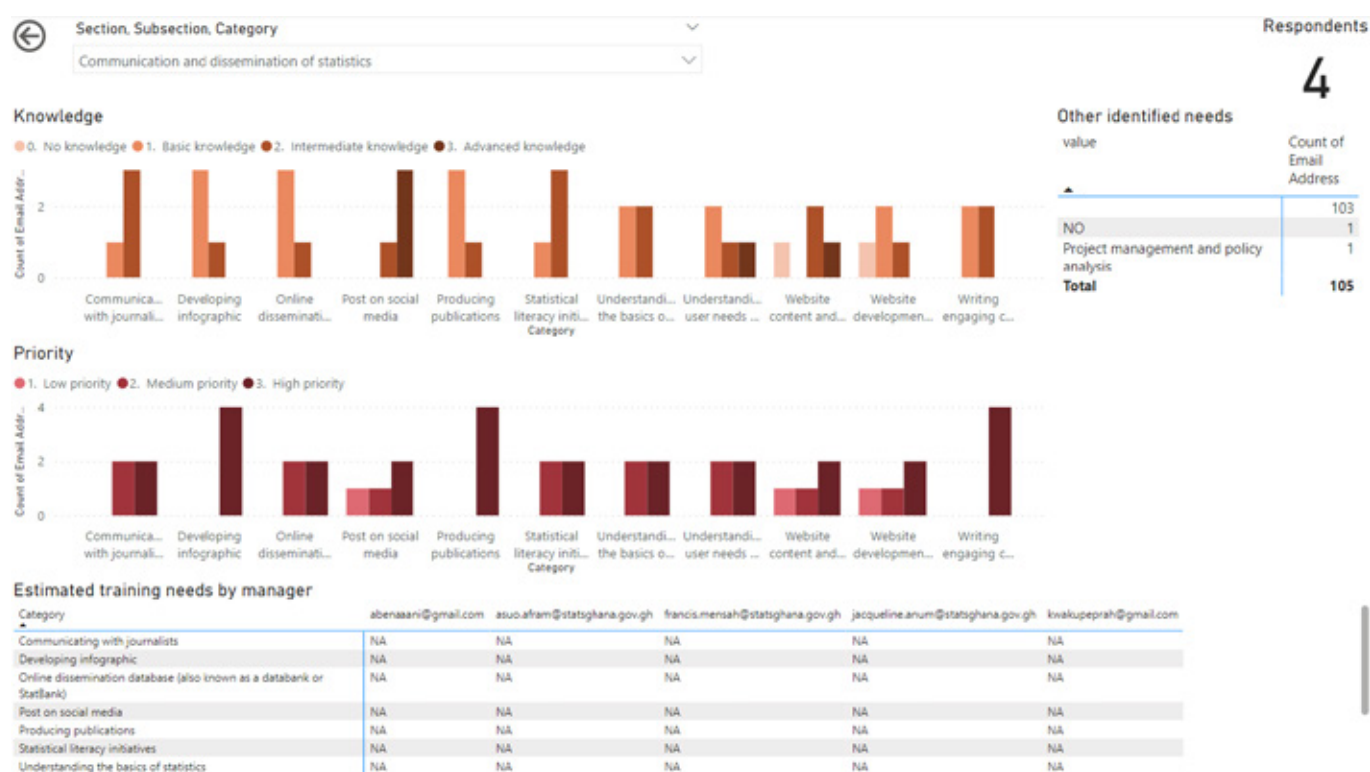 Section, Subsection, Category
Communication and dissemination of statistics
Respondents
4
Knowledge
0. No knowledge 1. Basic knowledge 2. Intermediate knowledge 3. Advanced knowledge
Count of Email Addr...
2
0
Communica... Developing Online Post on social Producing Statistical Understandi... Understandi... Website Website Writing
with journali... infographic disseminati... media publications literacy initi... the basics o... user needs ... content and... developmen... engaging c...
Category
Other identified needs
value Count of
Email
Address
103
NO 1
Project management and policy 1
analysis
Total 105
Priority
1. Low priority 2. Medium priority 3. High priority
Count of Email Addr...
4
2
0
Communica... Developing Online Post on social Producing Statistical Understandi... Understandi... Website Website Writing
with journali... infographic disseminati... media publications literacy initi... the basics o... user needs ... content and... developmen... engaging c...
Category
Estimated training needs by manager
Category abenaaani@gmail.com asuo.afram@statsghana.gov.gh francis.mensah@statsghana.gov.gh jacqueline.anum@statsghana.gov.gh kwakupeprah@gmail.com
Communicating with journalists NA NA NA NA NA
Developing infographic NA NA NA NA NA
Online dissemination database (also known as a databank or NA NA NA NA NA
StatBank)
Post on social media NA NA NA NA NA
Producing publications NA NA NA NA NA
Statistical literacy initiatives NA NA NA NA NA
Understanding the basics of statistics NA NA NA NA NA